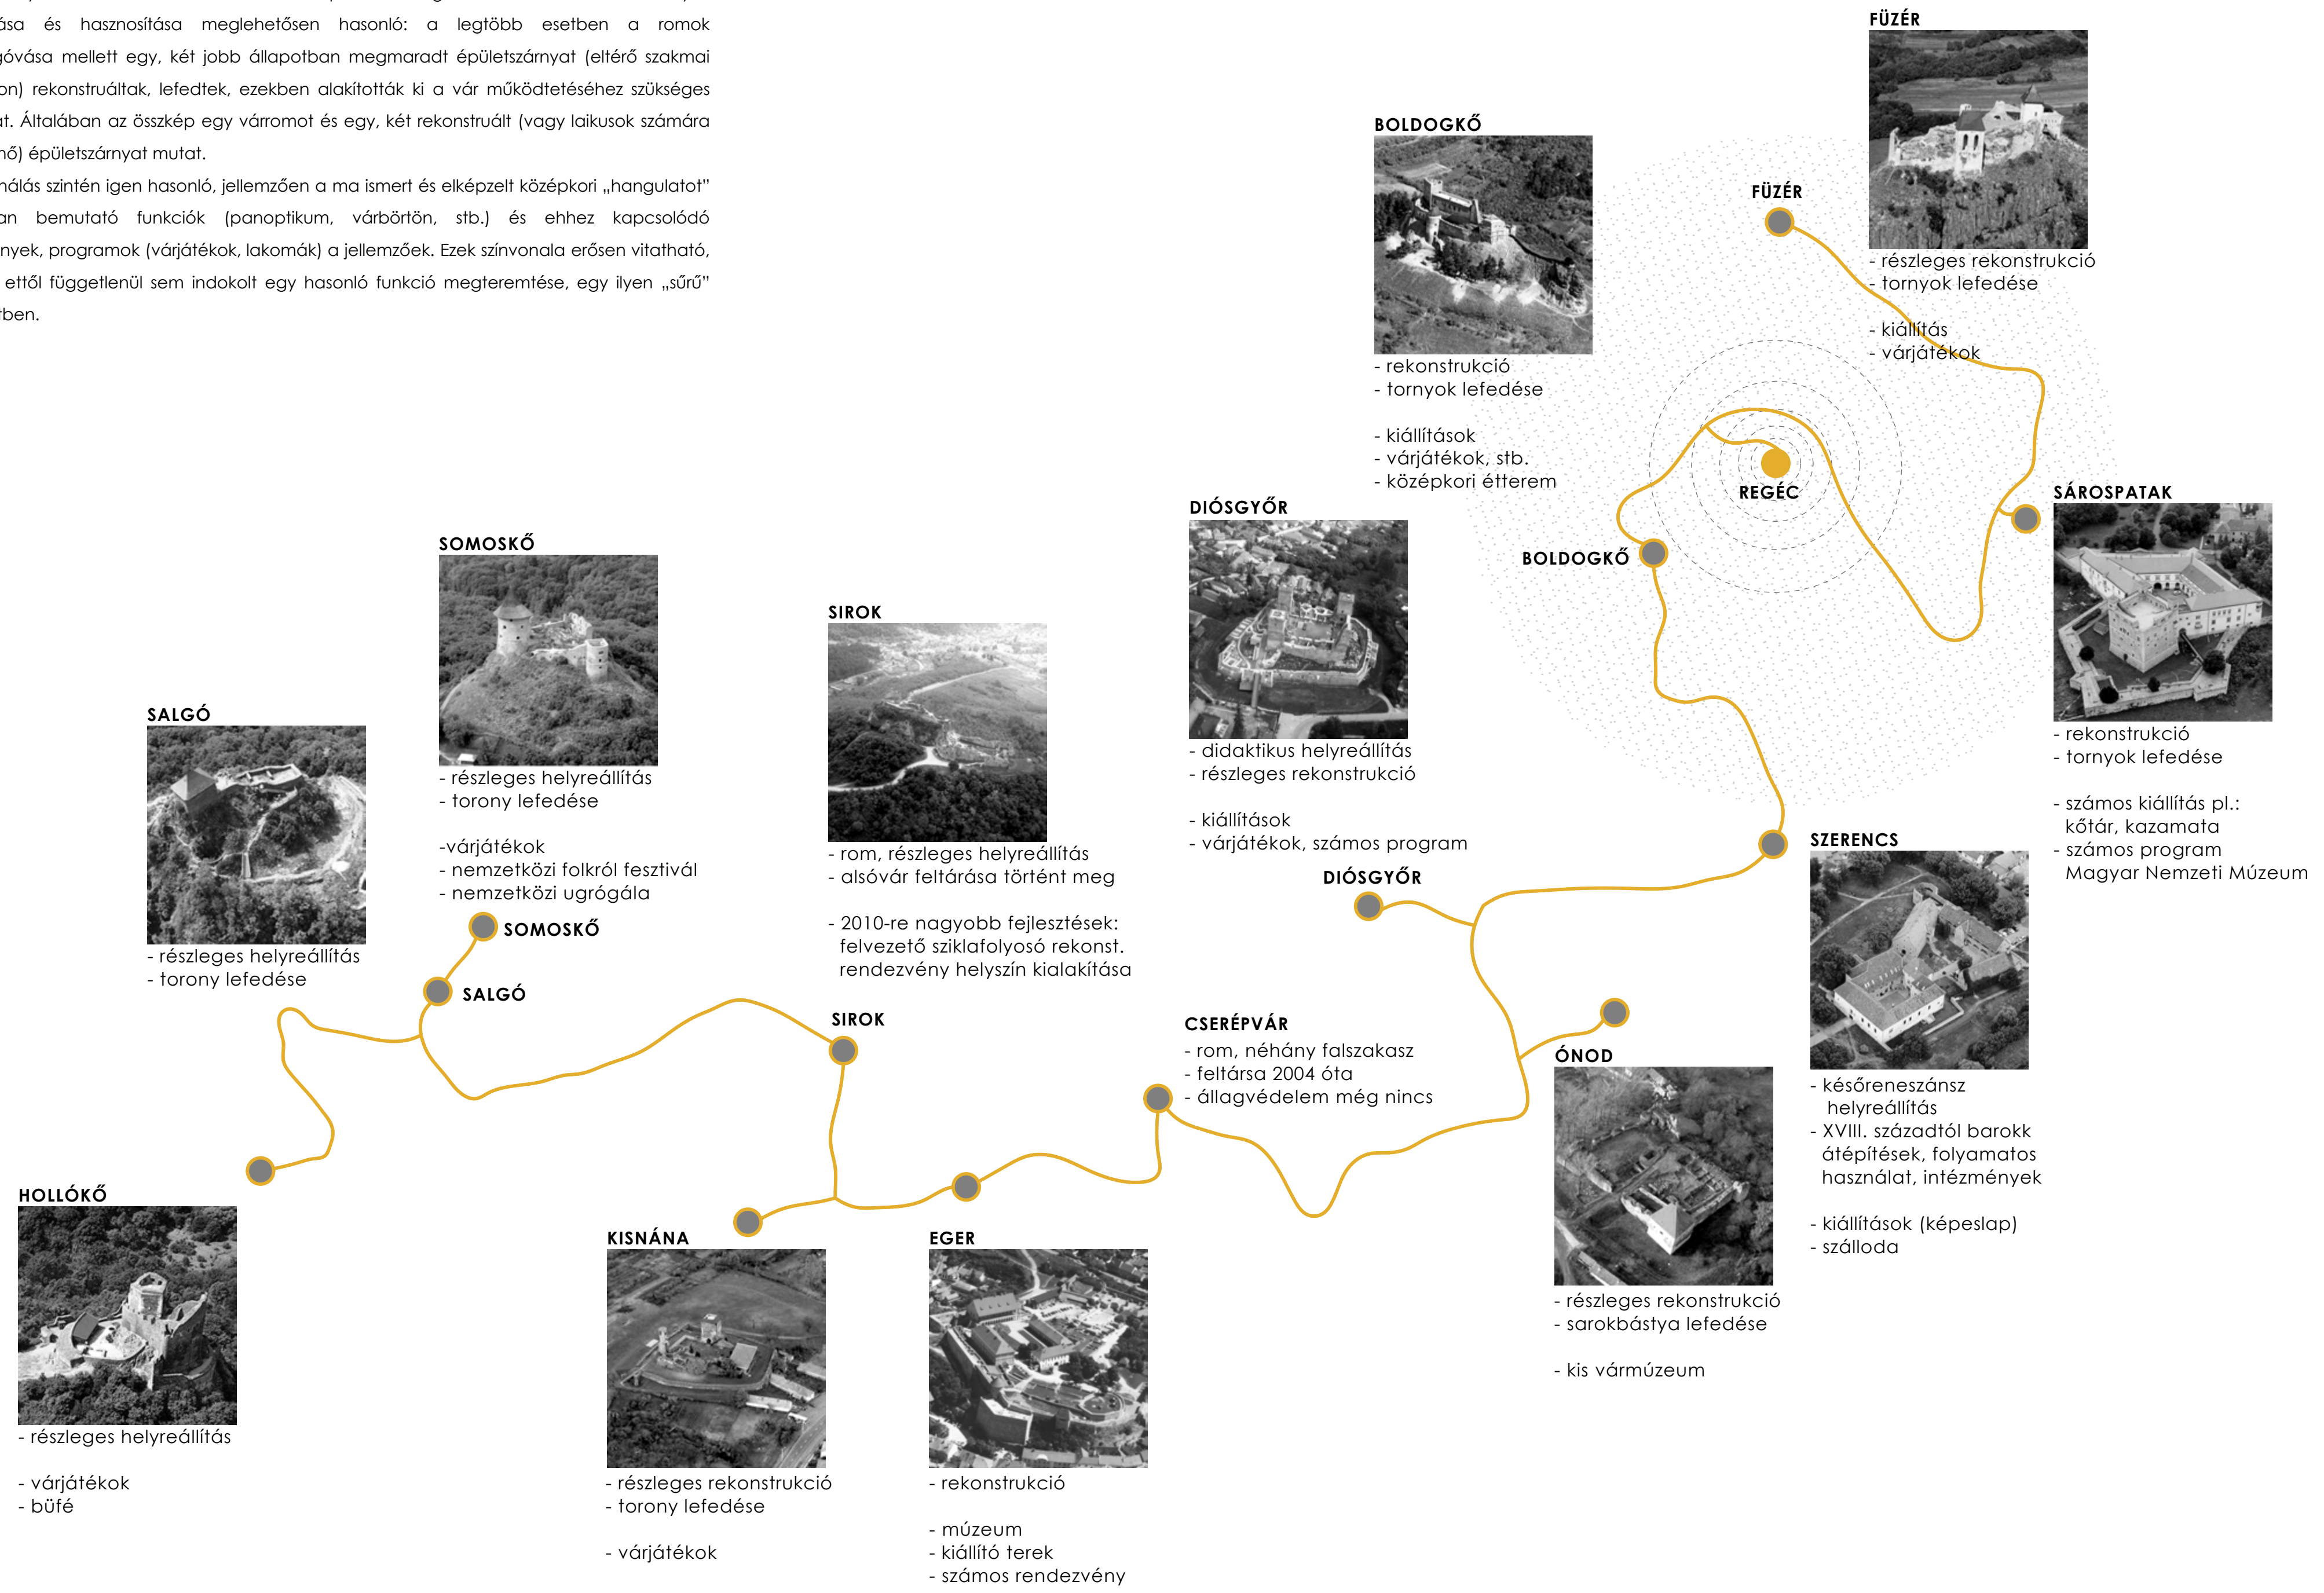 ása és hasznosítása meglehetősen hasonló: a legtöbb esetben a romok
góvása mellett egy, két jobb állapotban megmaradt épületszárnyat (eltérő szakmai
on) rekonstruáltak, lefedtek, ezekben alakították ki a vár működtetéséhez szükséges
at. Általában az összkép egy várromot és egy, két rekonstruált (vagy laikusok számára
nő) épületszárnyat mutat.
nálás szintén igen hasonló, jellemzően a ma ismert és elképzelt középkori „hangulatot”
an bemutató funkciók (panoptikum, várbörtön, stb.) és ehhez kapcsolódó
nyek, programok (várjátékok, lakomák) a jellemzőek. Ezek színvonala erősen vitatható,
ettől függetlenül sem indokolt egy hasonló funkció megteremtése, egy ilyen „sűrű”
tben.
FÜZÉR
- részleges rekonstrukció
- tornyok lefedése
- kiállítás
- várjátékok
BOLDOGKŐ
- rekonstrukció
- tornyok lefedése
- kiállítások
- várjátékok, stb.
- középkori étterem
FÜZÉR
REGÉC
BOLDOGKŐ
SÁROSPATAK
- rekonstrukció
- tornyok lefedése
- számos kiállítás pl.:
kőtár, kazamata
- számos program
Magyar Nemzeti Múzeum
DIÓSGYŐR
- didaktikus helyreállítás
- részleges rekonstrukció
- kiállítások
- várjátékok, számos program
DIÓSGYŐR
SOMOSKŐ
- részleges helyreállítás
- torony lefedése
-várjátékok
- nemzetközi folkról fesztivál
- nemzetközi ugrógála
SOMOSKŐ
SIROK
- rom, részleges helyreállítás
- alsóvár feltárása történt meg
- 2010-re nagyobb fejlesztések:
felvezető sziklafolyosó rekonst.
rendezvény helyszín kialakítása
SIROK
SALGÓ
- részleges helyreállítás
- torony lefedése
SALGÓ
SZERENCS
- későreneszánsz
helyreállítás
- XVIII. századtól barokk
átépítések, folyamatos
használat, intézmények
- kiállítások (képeslap)
- szálloda
CSERÉPVÁR
- rom, néhány falszakasz
- feltársa 2004 óta
- állagvédelem még nincs
ÓNOD
- részleges rekonstrukció
- sarokbástya lefedése
- kis vármúzeum
HOLLÓKŐ
- részleges helyreállítás
- várjátékok
- büfé
KISNÁNA
- részleges rekonstrukció
- torony lefedése
- várjátékok
EGER
- rekonstrukció
- múzeum
- kiállító terek
- számos rendezvény